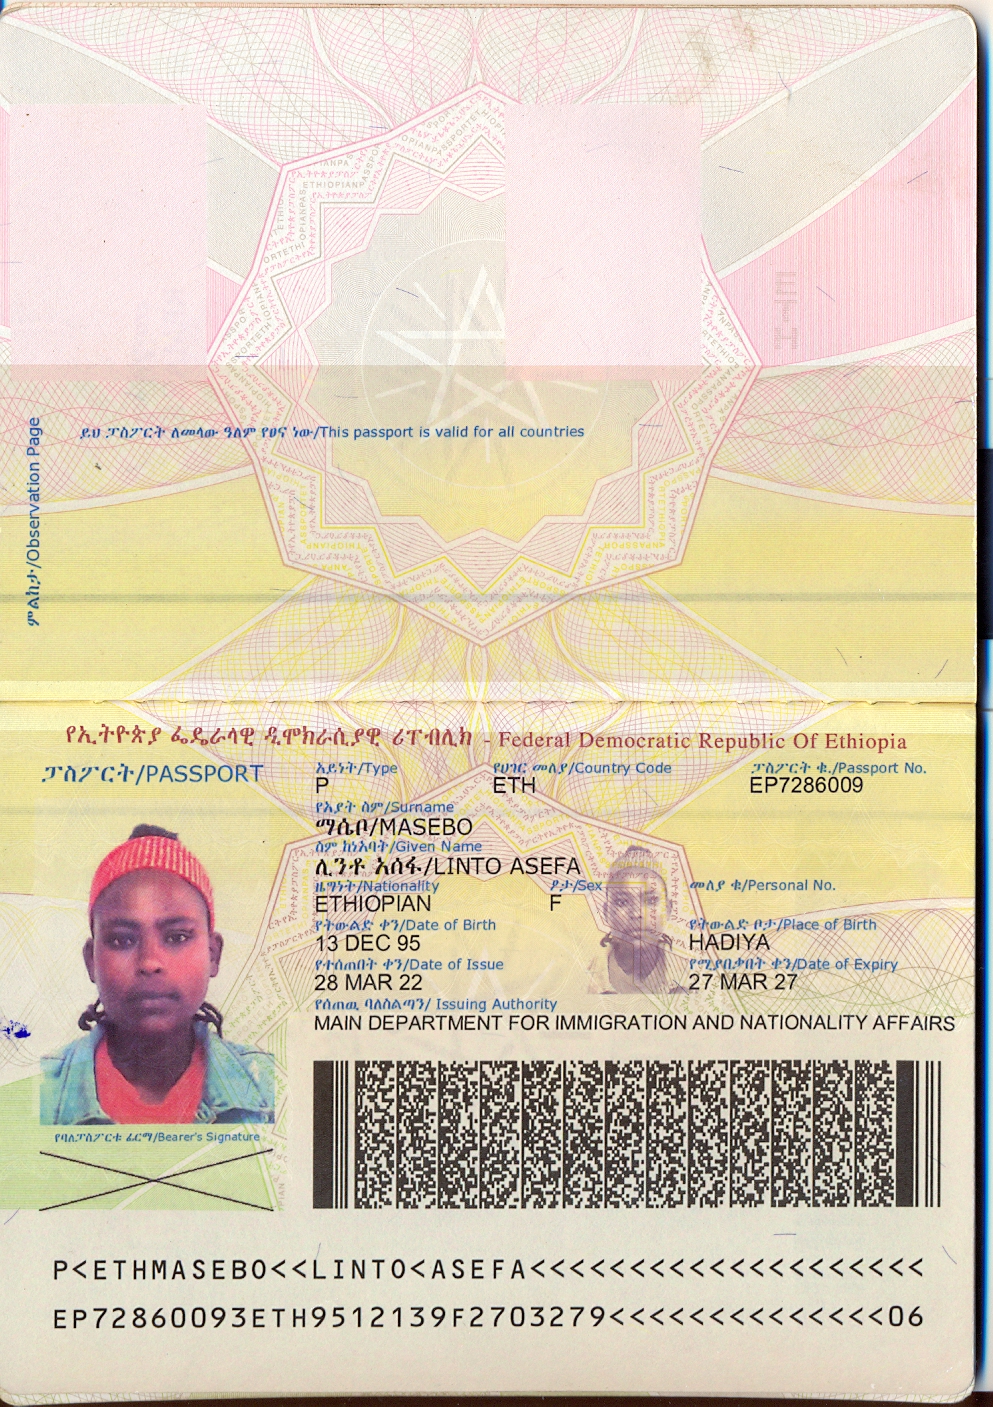 ምልከታ/Observation Page
ይህ ፓስፖርት ለመላው ዓለም የፀና ነው/This passport is valid for all countries
የኢትዮጵያ ፌዴራላዊ ዲሞክራሲያዊ ሪፐብሊክ - Federal Democratic Republic Of Ethiopia
ፓስፖርት/PASSPORT
አይነት/Type የሀገር መለያ/Country Code ፓስፖርት ቁ./Passport No.
P ETH EP7286009
የአያት ስም/Surname
ማሴቦ/MASEBO
ስም ከነአባት/Given Name
ሊንቶ አሰፋ/LINTO ASEFA
ዜግነት/Nationality ፆታ/Sex መለያ ቁ/Personal No.
ETHIOPIAN F
የትውልድ ቀን/Date of Birth የትውልድ ቦታ/Place of Birth
13 DEC 95 HADIYA
የተሰጠበት ቀን/Date of Issue የሚያበቃበት ቀን/Date of Expiry
28 MAR 22 27 MAR 27
የሰጠዉ ባለስልጣን/ Issuing Authority
MAIN DEPARTMENT FOR IMMIGRATION AND NATIONALITY AFFAIRS
የባለፓስፖርቱ ፊርማ/Bearer's Signature
P<ETHMASEBO<<LINTO<ASEFA<<<<<<<<<<<<<<<<<<<<
EP72860093ETH9512139F2703279<<<<<<<<<<<<<<06